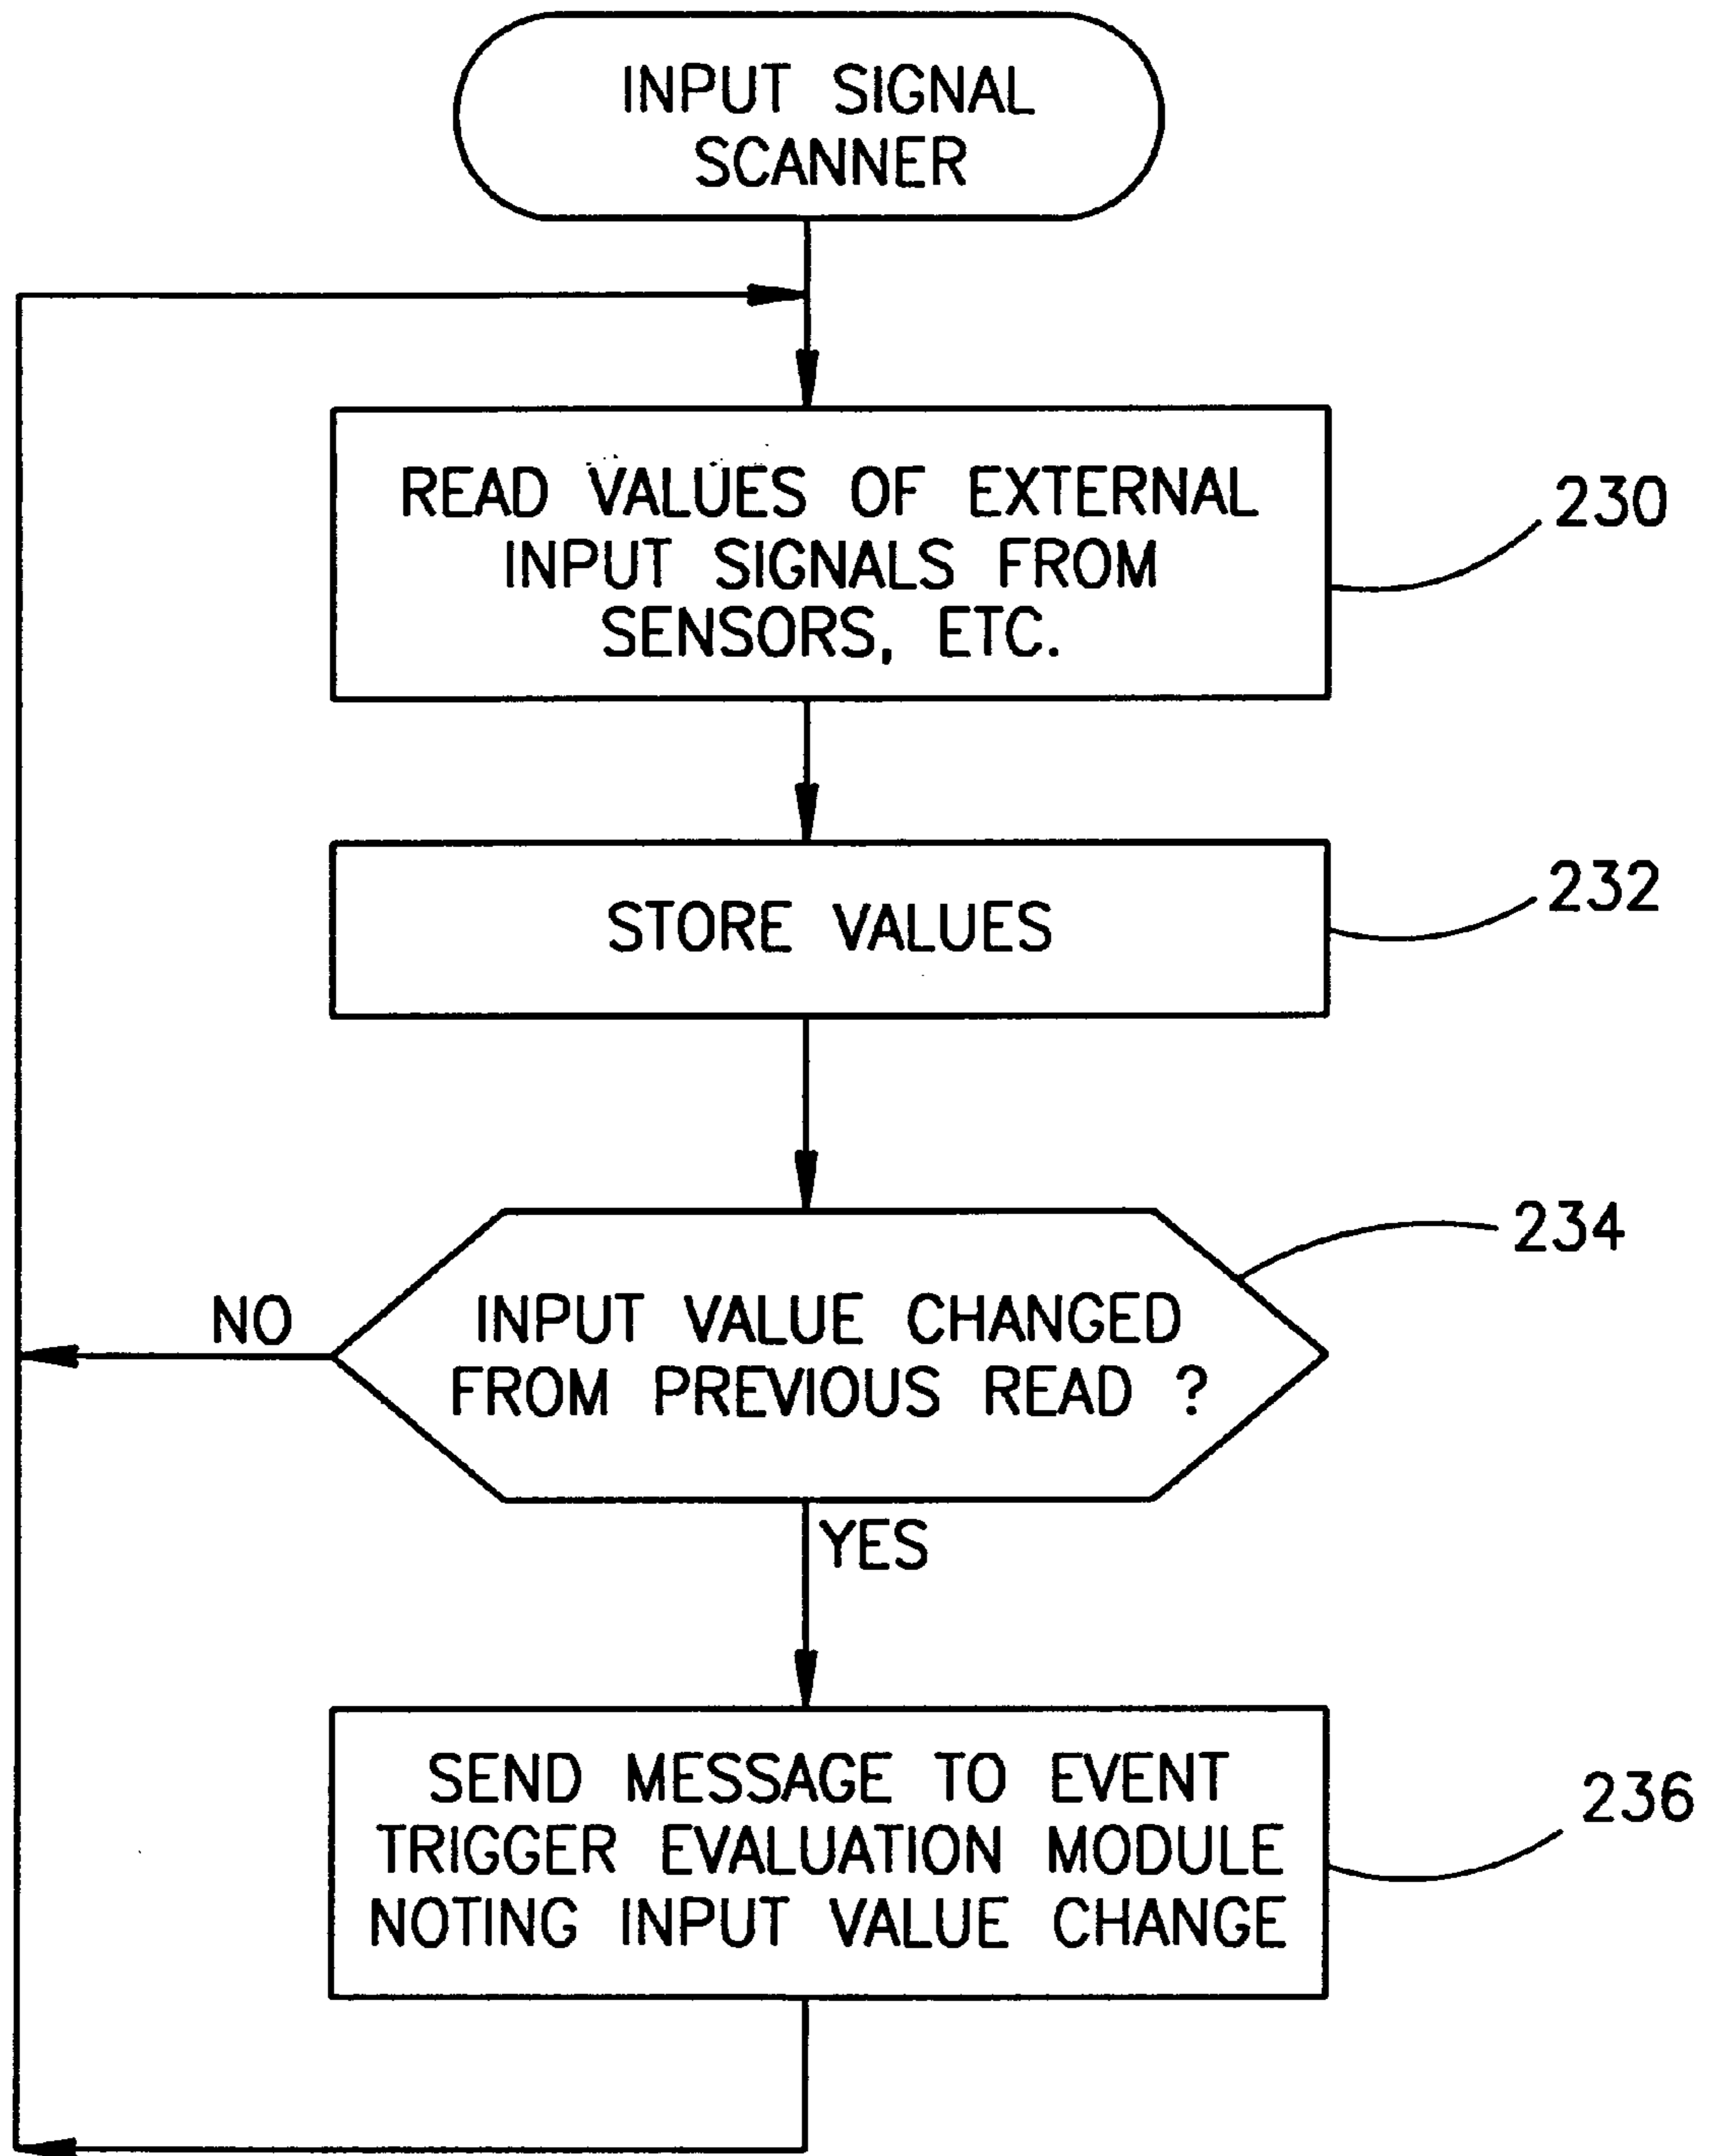 INPUT SIGNAL
SCANNER
READ VALUES OF EXTERNAL
INPUT SIGNALS FROM
SENSORS, ETC.
230
STORE VALUES
232
234
INPUT VALUE CHANGED
FROM PREVIOUS READ ?
NO
YES
SEND MESSAGE TO EVENT
TRIGGER EVALUATION MODULE
NOTING INPUT VALUE CHANGE
236